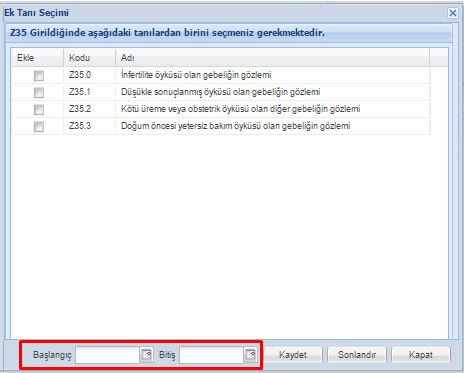 Ek Tanı Seçimi
Z35 Girildiğinde aşağıdaki tanılardan birini seçmeniz gerekmektedir.
Ekle Kodu Adı
Z35.0 İnfertilite öyküsü olan gebeliğin gözlemi
Z35.1 Düşükle sonuçlanmış öyküsü olan gebeliğin gözlemi
Z35.2 Kötü üreme veya obstetrik öyküsü olan diğer gebeliğin gözlemi
Z35.3 Doğum öncesi yetersiz bakım öyküsü olan gebeliğin gözlemi
Başlangıç Bitiş Kaydet Sonlandır Kapat